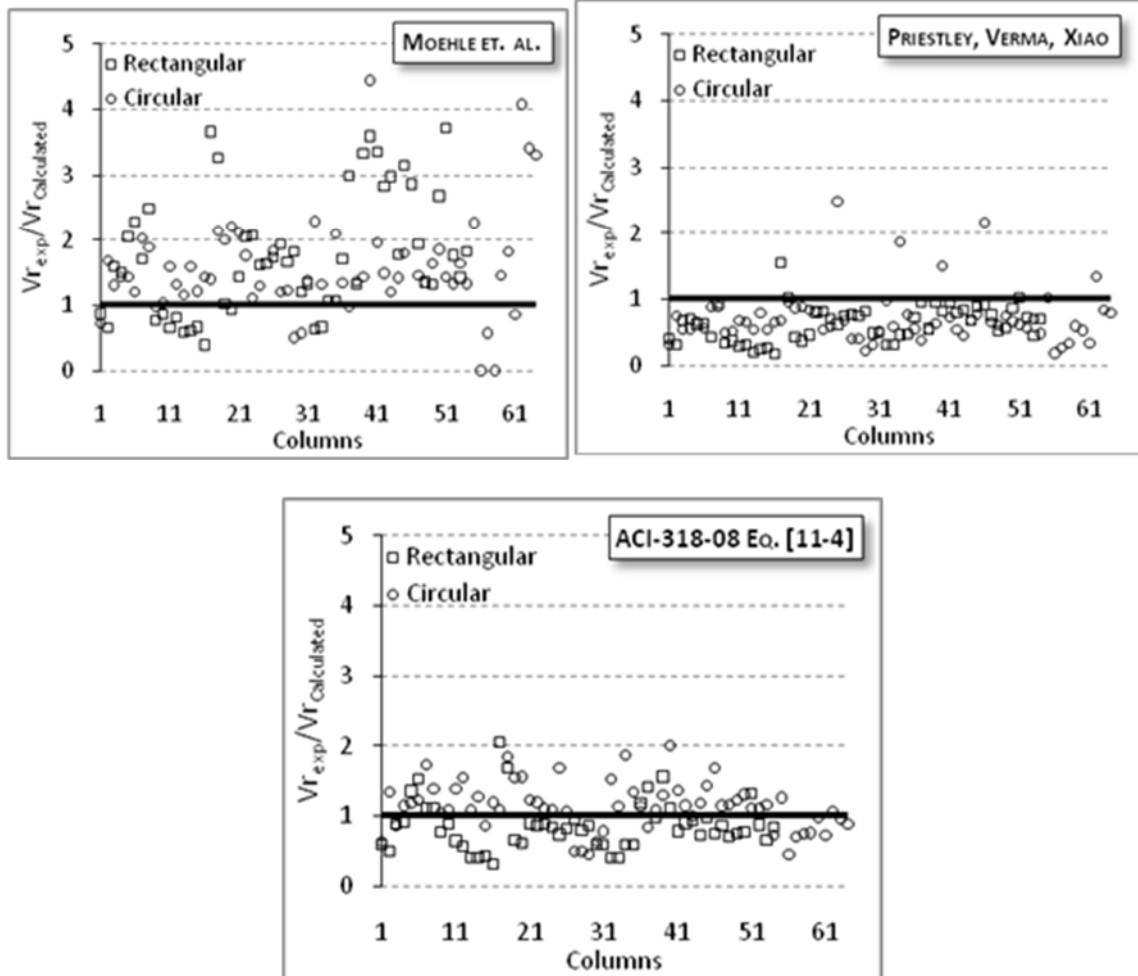 MOEHLE ET. AL.
5
4
3
2
1
0
Rectangular
Circular
Vr_exp/Vr_Calculated
1 11 21 31 41 51 61
Columns
PRIESTLEY, VERMA, XIAO
5
4
3
2
1
0
Rectangular
Circular
Vr_exp/Vr_Calculated
1 11 21 31 41 51 61
Columns
ACI-318-08 EQ. [11-4]
5
4
3
2
1
0
Rectangular
Circular
Vr_exp/Vr_Calculated
1 11 21 31 41 51 61
Columns